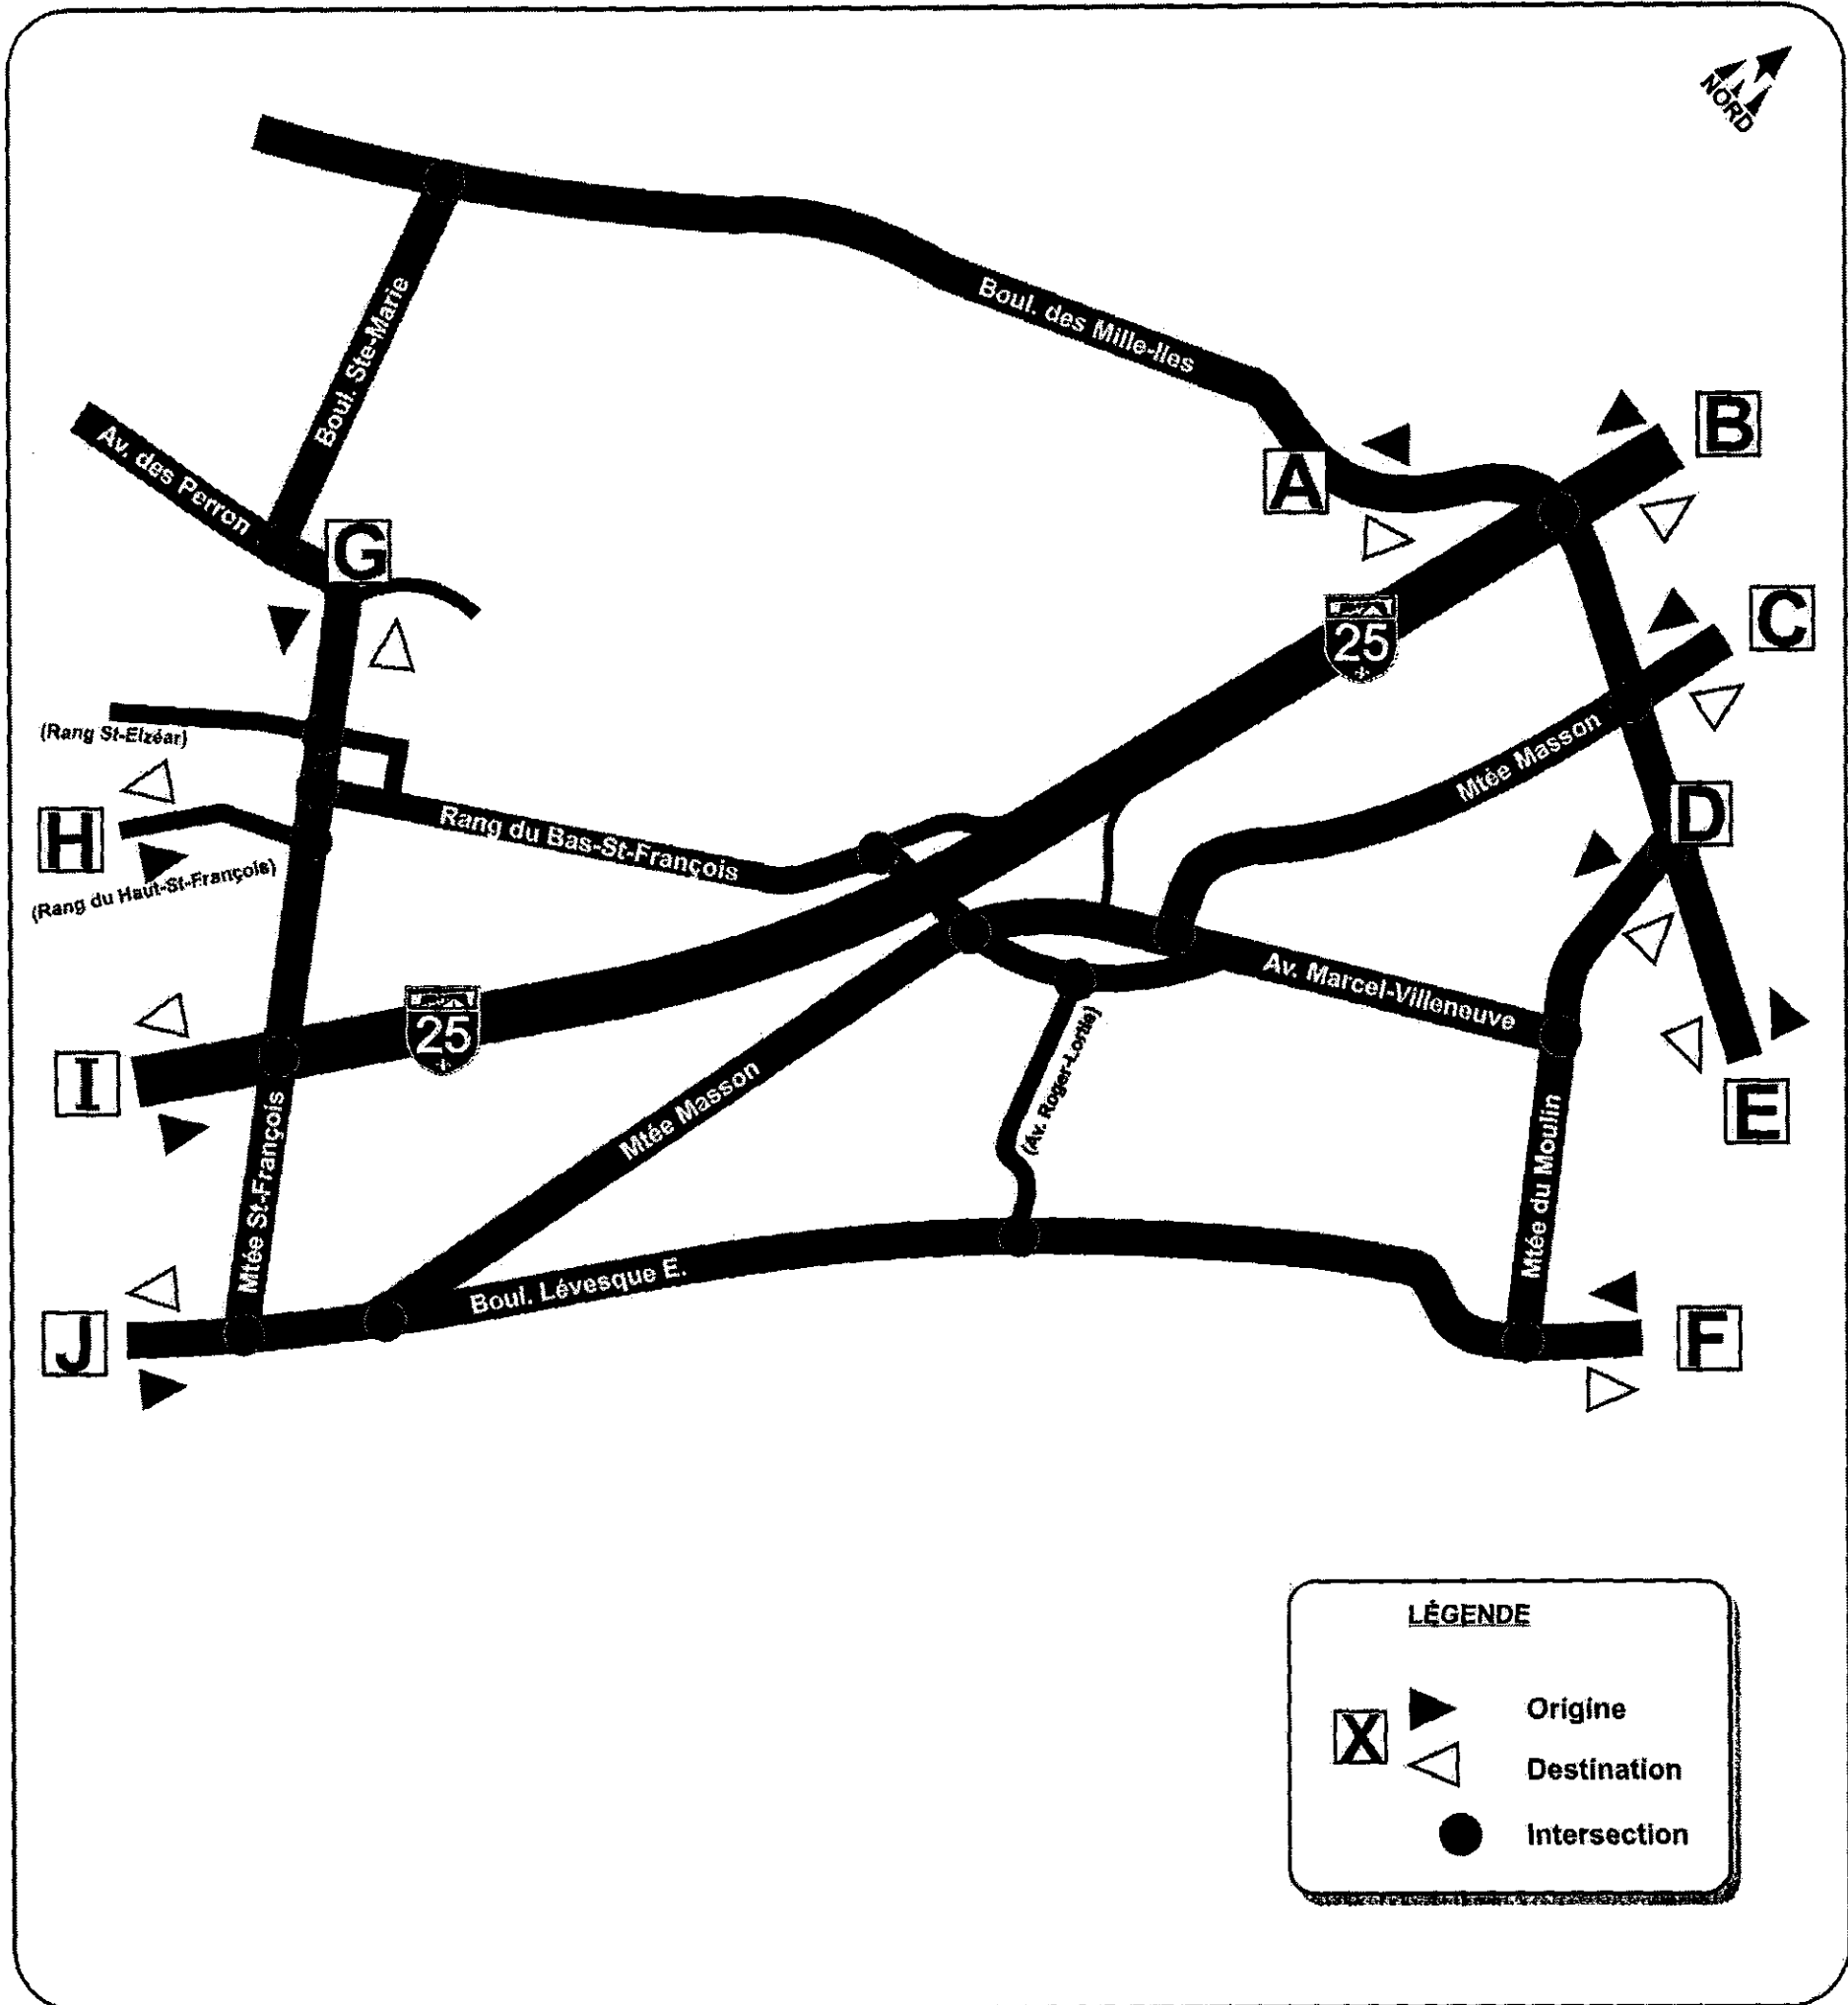 NORD
Boul. Ste-Marie
Boul. des Mille-Iles
Av. des Perron
B
A
G
C
25
(Rang St-Elzéar)
Mtée Masson
D
H
Rang du Bas-St-François
(Rang du Haut-St-François)
Av. Marcel-Villeneuve
25
I
(Av. Roger-Lortie)
E
Mtée Masson
Mtée St-François
Mtée du Moulin
Boul. Lévesque E.
J
F
LÉGENDE
X
Origine
Destination
Intersection